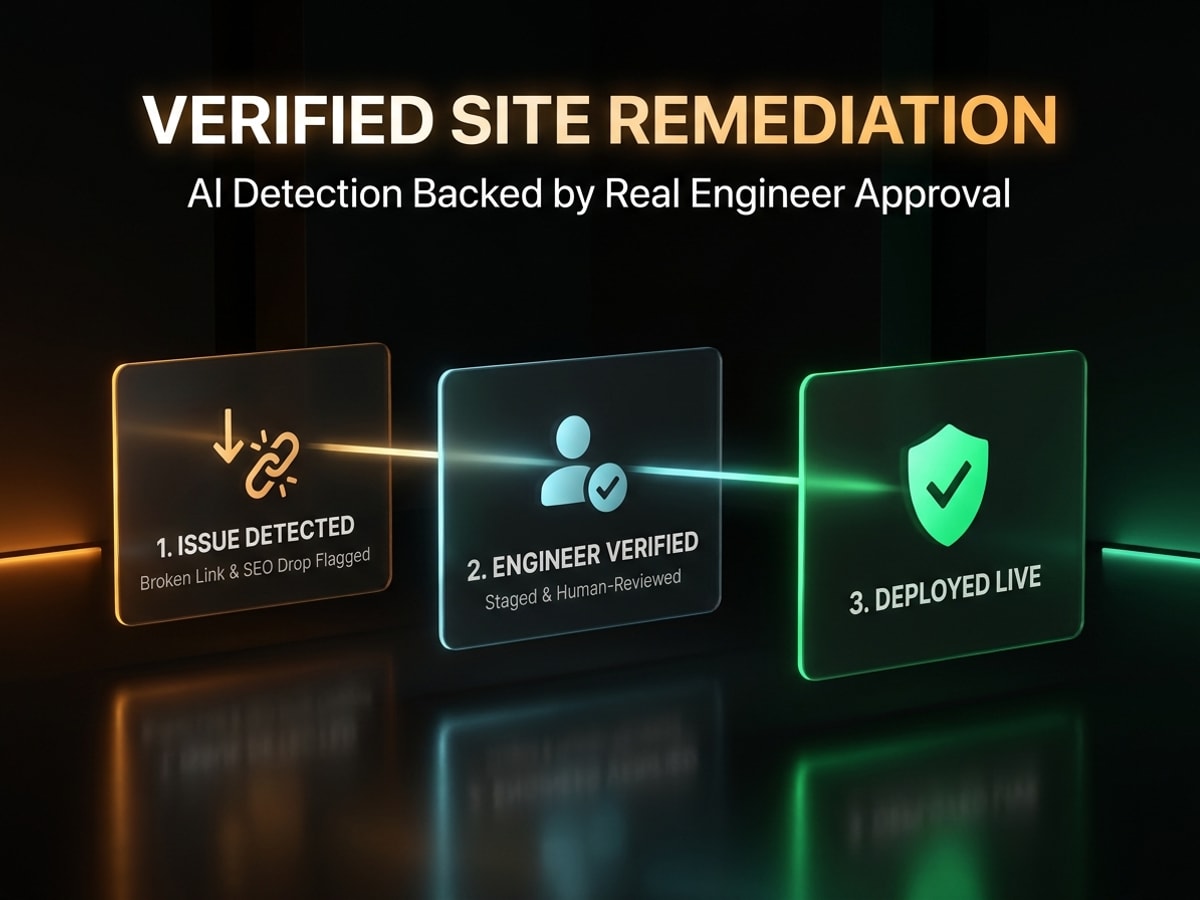 VERIFIED SITE REMEDIATION
AI Detection Backed by Real Engineer Approval
1. ISSUE DETECTED
Broken Link & SEO Drop Flagged
2. ENGINEER VERIFIED
Staged & Human-Reviewed
3. DEPLOYED LIVE